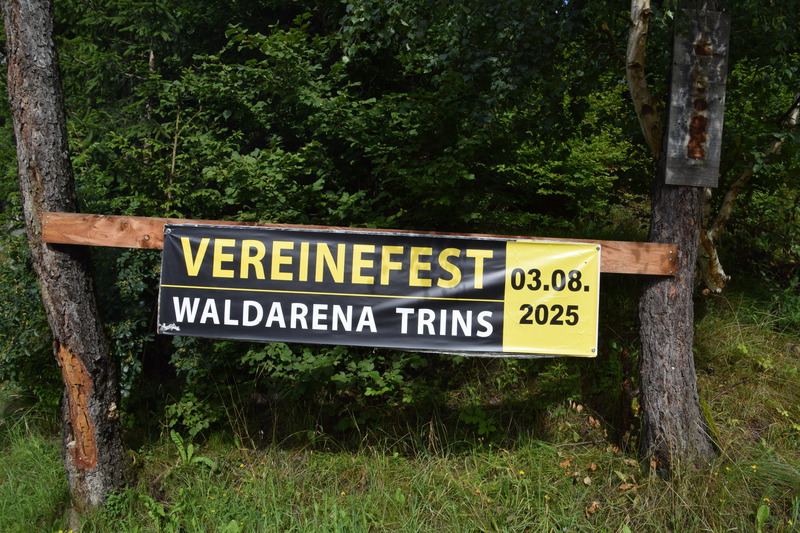 VEREINEFEST
WALDARENA TRINS
03.08.
2025